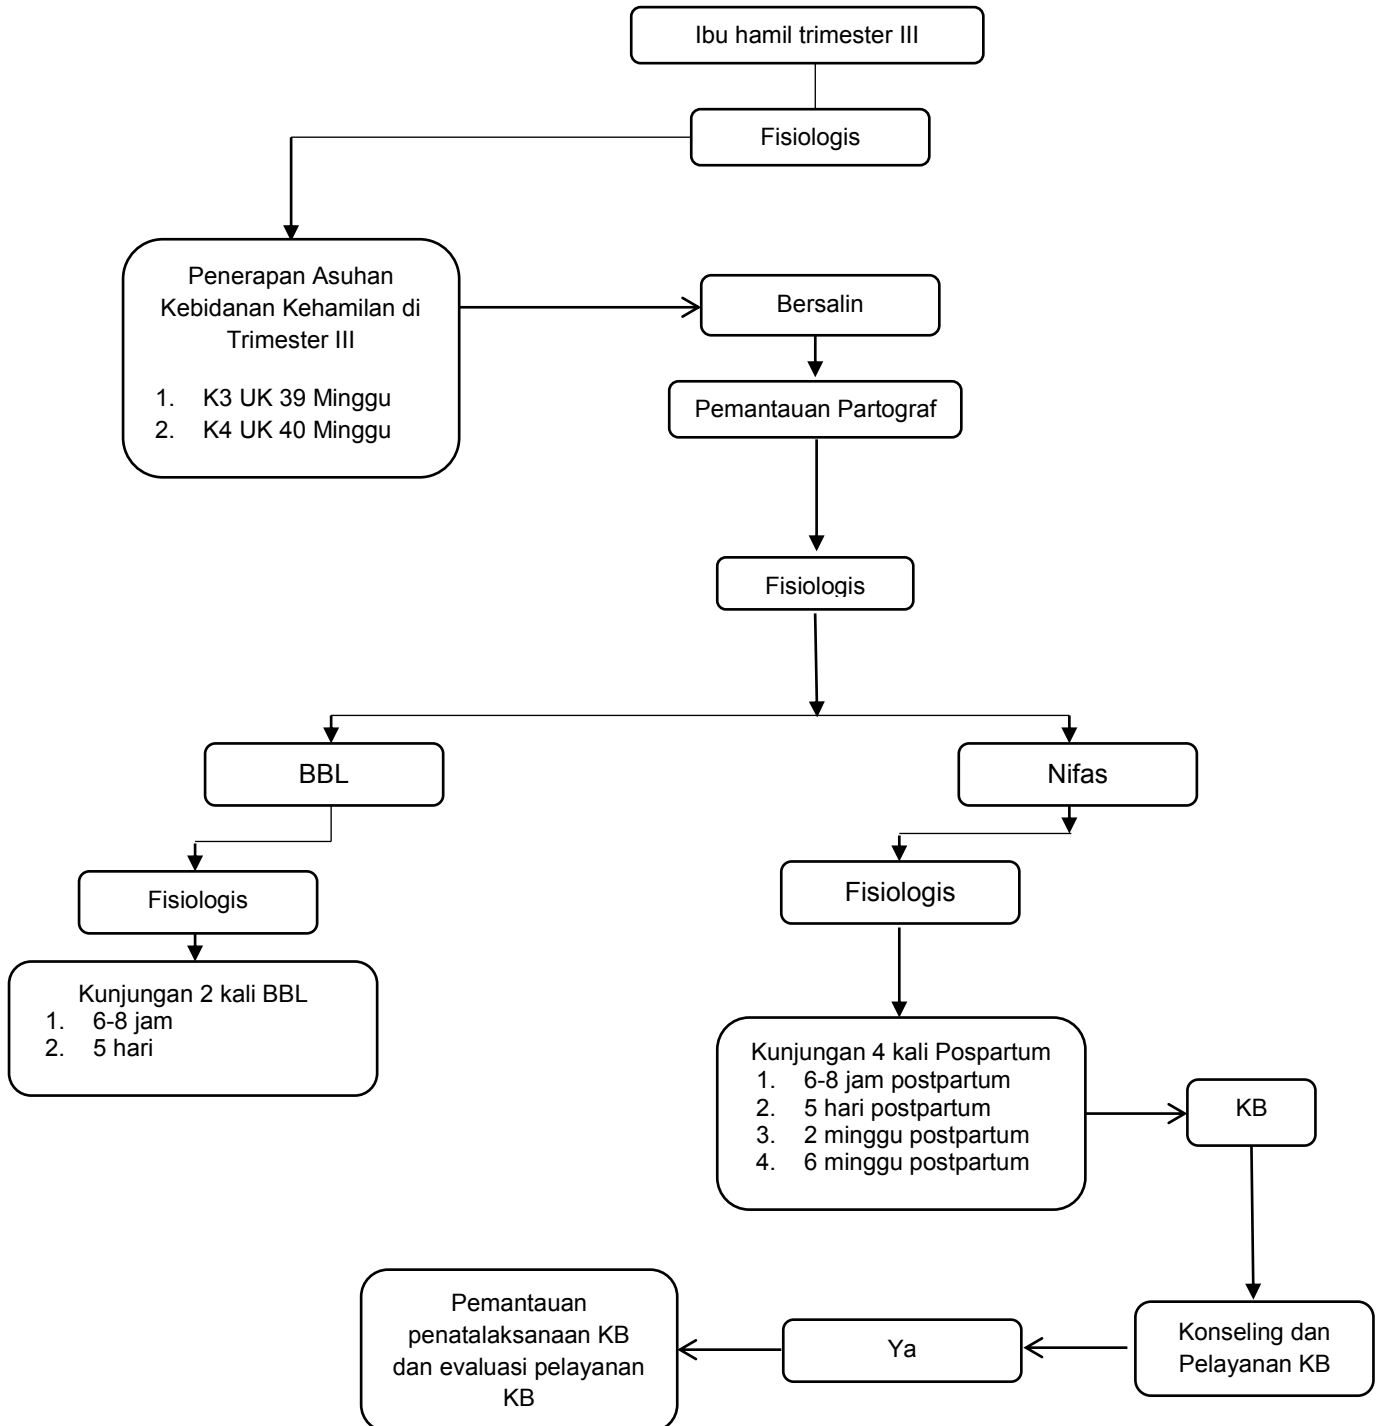 Ibu hamil trimester III
Fisiologis
Penerapan Asuhan
Kebidanan Kehamilan di
Trimester III
1. K3 UK 39 Minggu
2. K4 UK 40 Minggu
Bersalin
Pemantauan Partograf
Fisiologis
BBL
Nifas
Fisiologis
Fisiologis
Kunjungan 2 kali BBL
1. 6-8 jam
2. 5 hari
Kunjungan 4 kali Pospartum
1. 6-8 jam postpartum
2. 5 hari postpartum
3. 2 minggu postpartum
4. 6 minggu postpartum
KB
Konseling dan
Pelayanan KB
Ya
Pemantauan
penatalaksanaan KB
dan evaluasi pelayanan
KB